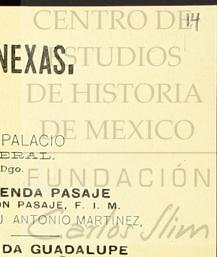 14
CENTRO DE
ESTUDIOS
NEXAS,
DE HISTORIA
DE MEXICO
PALACIO
ERAL.
Dgo.
FUNDACIÓN
ENDA PASAJE
ON PASAJE, F. I. M.
U ANTONIO MARTÍNEZ,
Carlos Slim
DA GUADALUPE